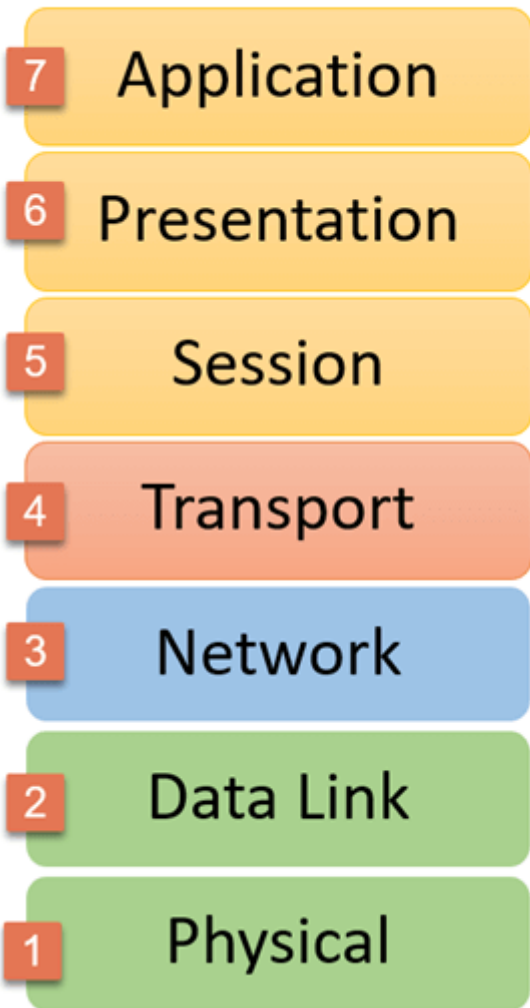 7 Application
6 Presentation
5 Session
4 Transport
3 Network
2 Data Link
1 Physical